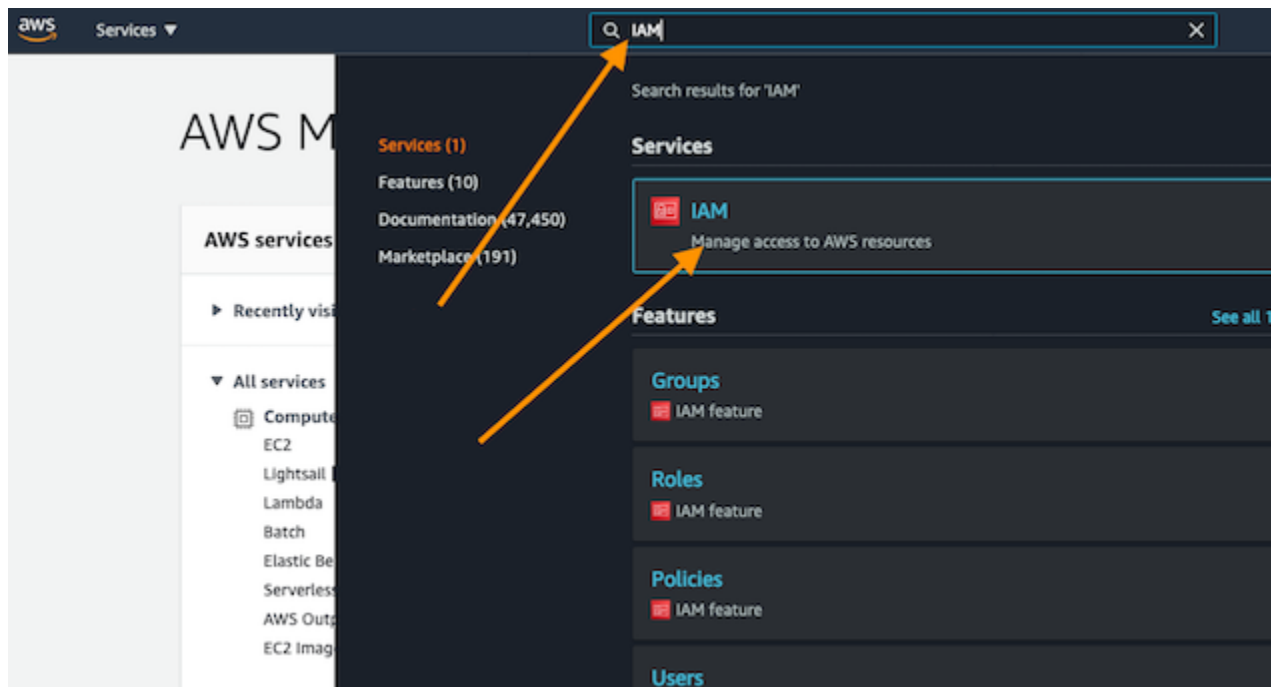 aws
Services ▼
IAM
AWS M
AWS services
Recently visi
All services
Compute
EC2
Lightsail
Lambda
Batch
Elastic Be
Serverless
AWS Outp
EC2 Imag
Services (1)
Features (10)
Documentation (47,450)
Marketplace (191)
Search results for 'IAM'
Services
IAM
Manage access to AWS resources
Features
See all 1
Groups
IAM feature
Roles
IAM feature
Policies
IAM feature
Users